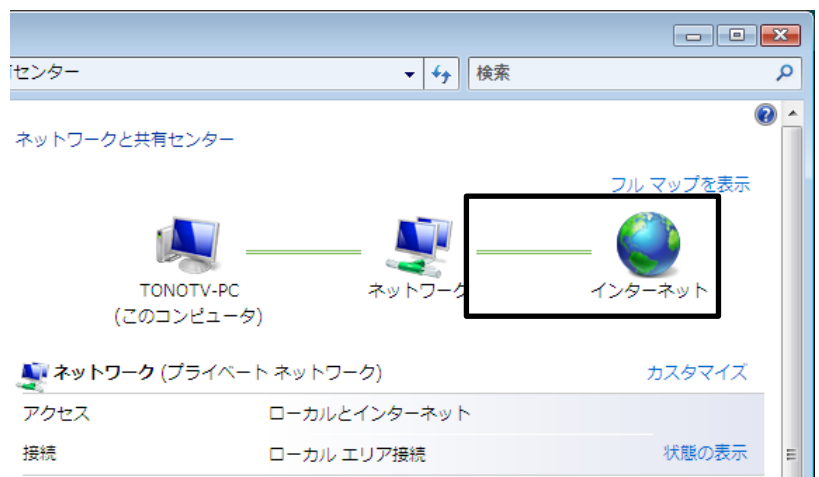 センター
検索
ネットワークと共有センター
フル マップを表示
TONOTV-PC
(このコンピュータ)
ネットワーク
インターネット
ネットワーク (プライベート ネットワーク)
カスタマイズ
アクセス
ローカルとインターネット
接続
ローカル エリア接続
状態の表示